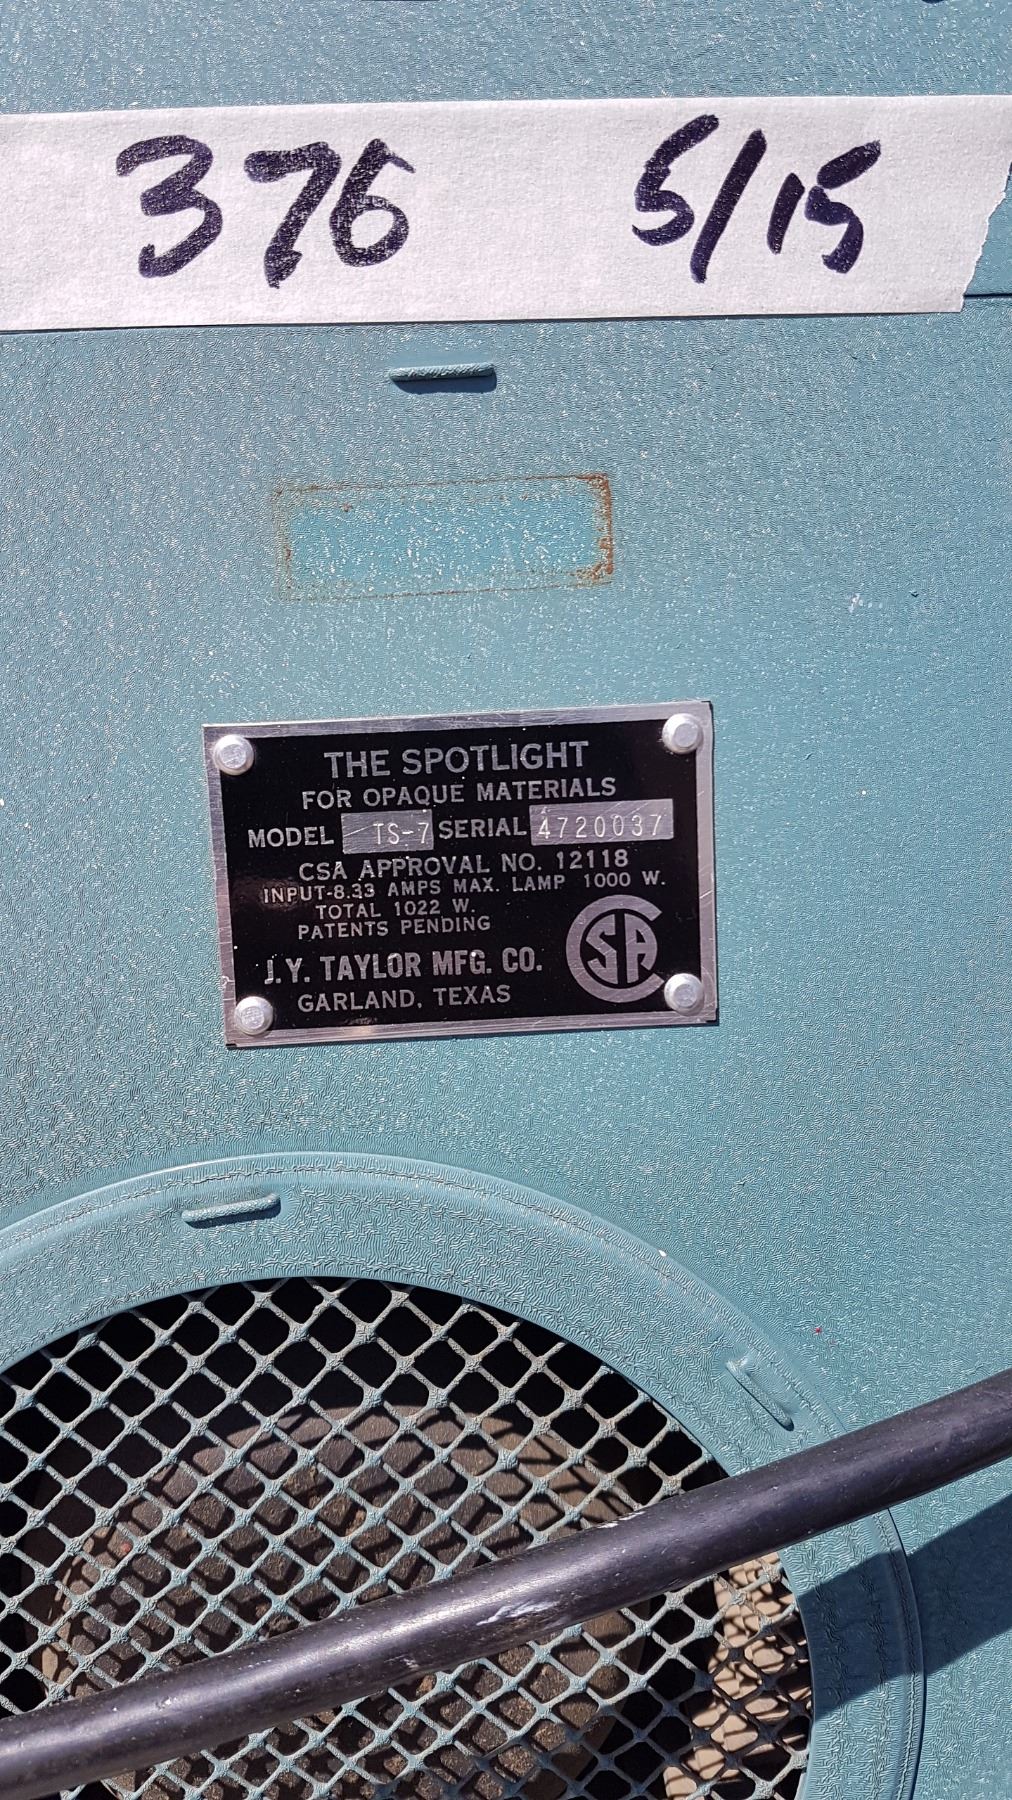 376 5/15
THE SPOTLIGHT
FOR OPAQUE MATERIALS
MODEL TS-7 SERIAL 4720037
CSA APPROVAL NO. 12118
INPUT-8.33 AMPS MAX. LAMP 1000 W.
TOTAL 1022 W.
PATENTS PENDING
J.Y. TAYLOR MFG. CO.
GARLAND, TEXAS
CSA